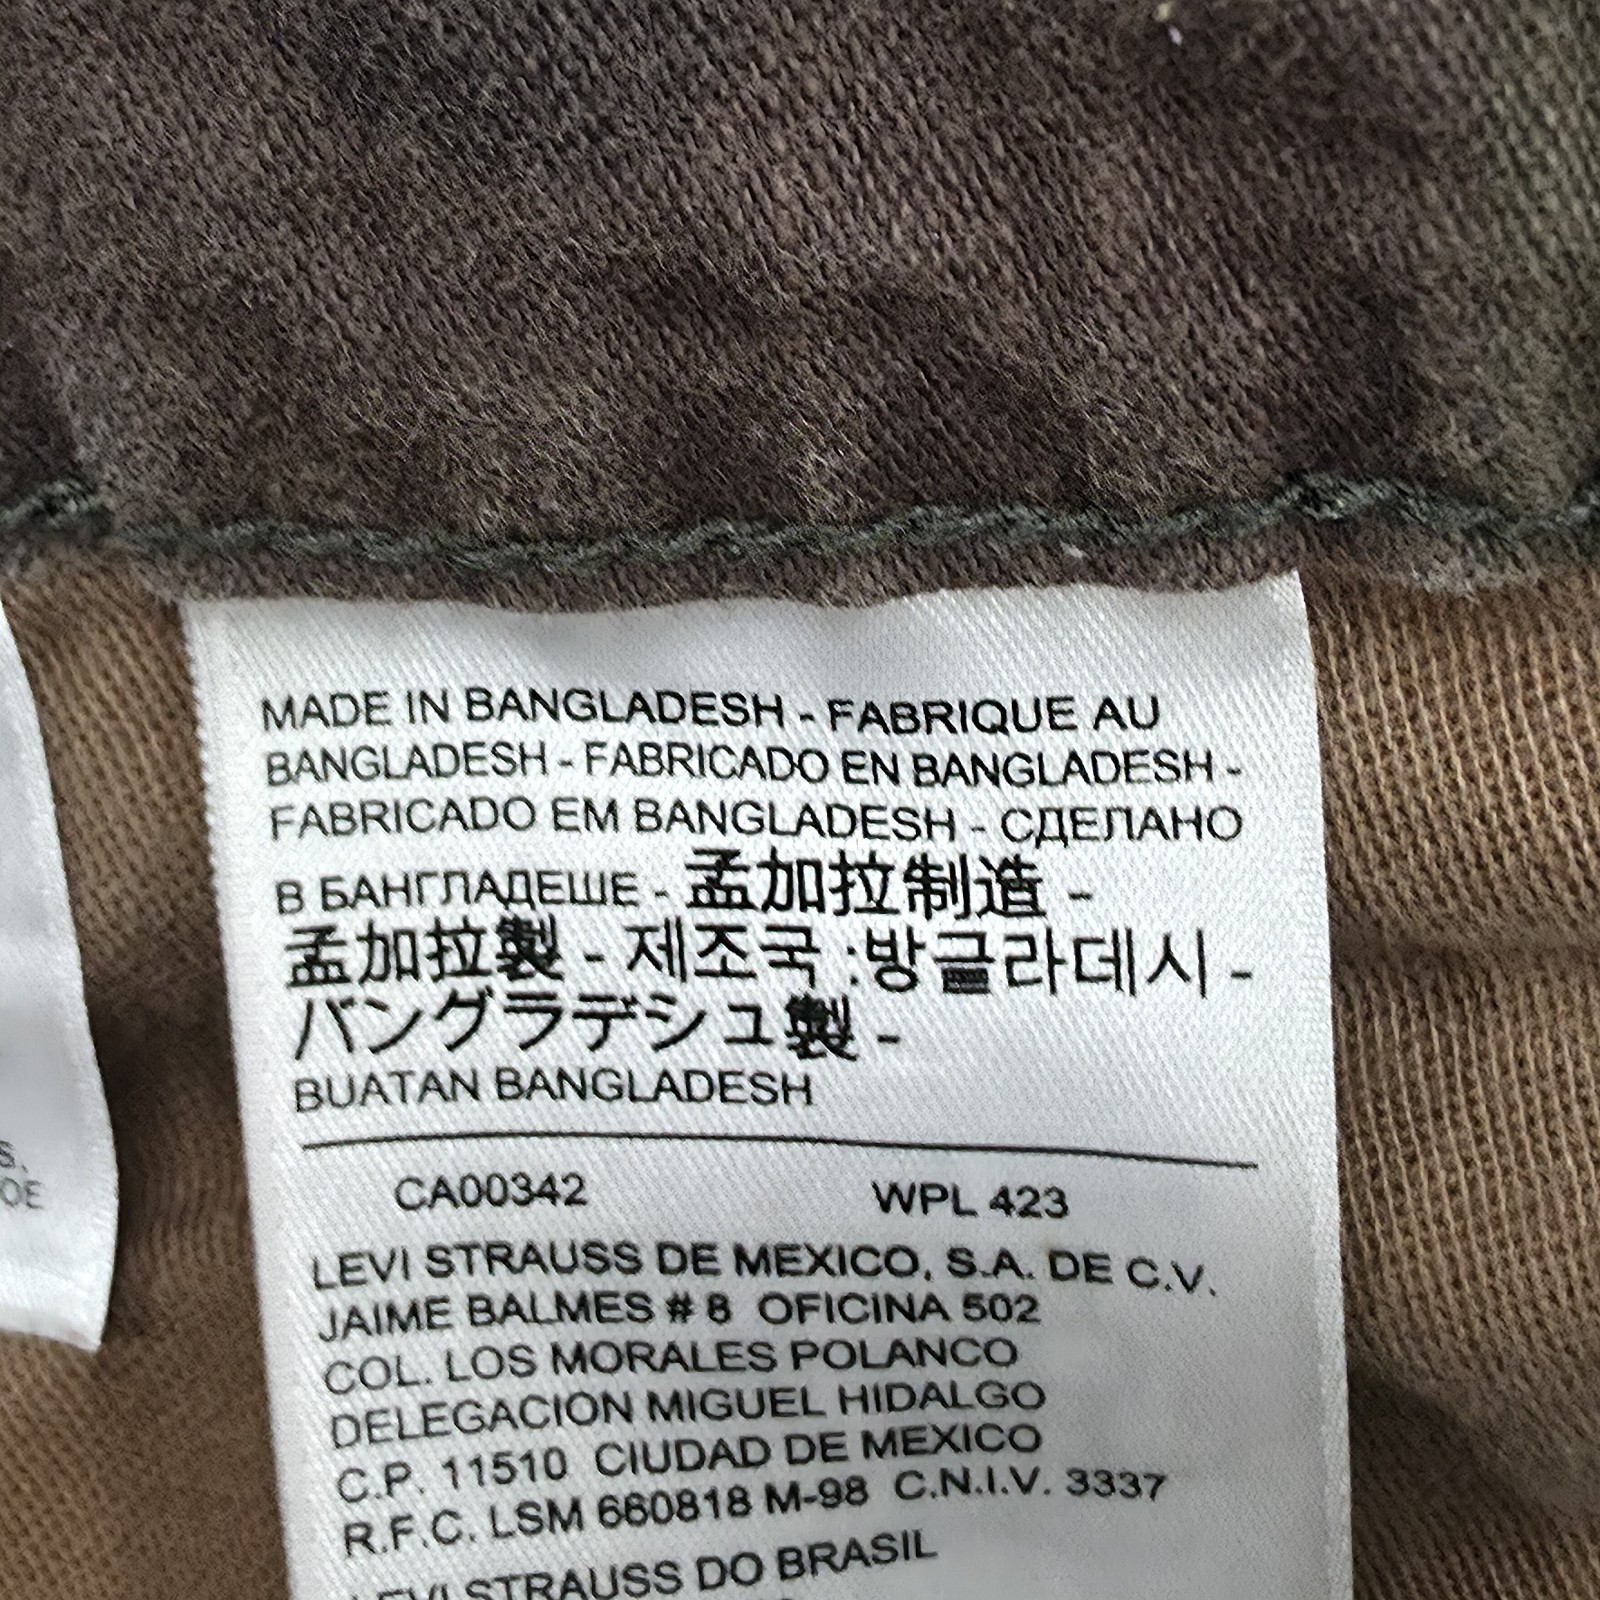 MADE IN BANGLADESH - FABRIQUE AU
BANGLADESH - FABRICADO EN BANGLADESH -
FABRICADO EM BANGLADESH - СДЕЛАНО
В БАНГЛАДЕШЕ - 孟加拉制造 -
孟加拉製 - 제조국 :방글라데시 -
バングラデシュ製 -
BUATAN BANGLADESH
CA00342 WPL 423
LEVI STRAUSS DE MEXICO, S.A. DE C.V.
JAIME BALMES # 8 OFICINA 502
COL. LOS MORALES POLANCO
DELEGACION MIGUEL HIDALGO
C.P. 11510 CIUDAD DE MEXICO
R.F.C. LSM 660818 M-98 C.N.I.V. 3337
LEVI STRAUSS DO BRASIL